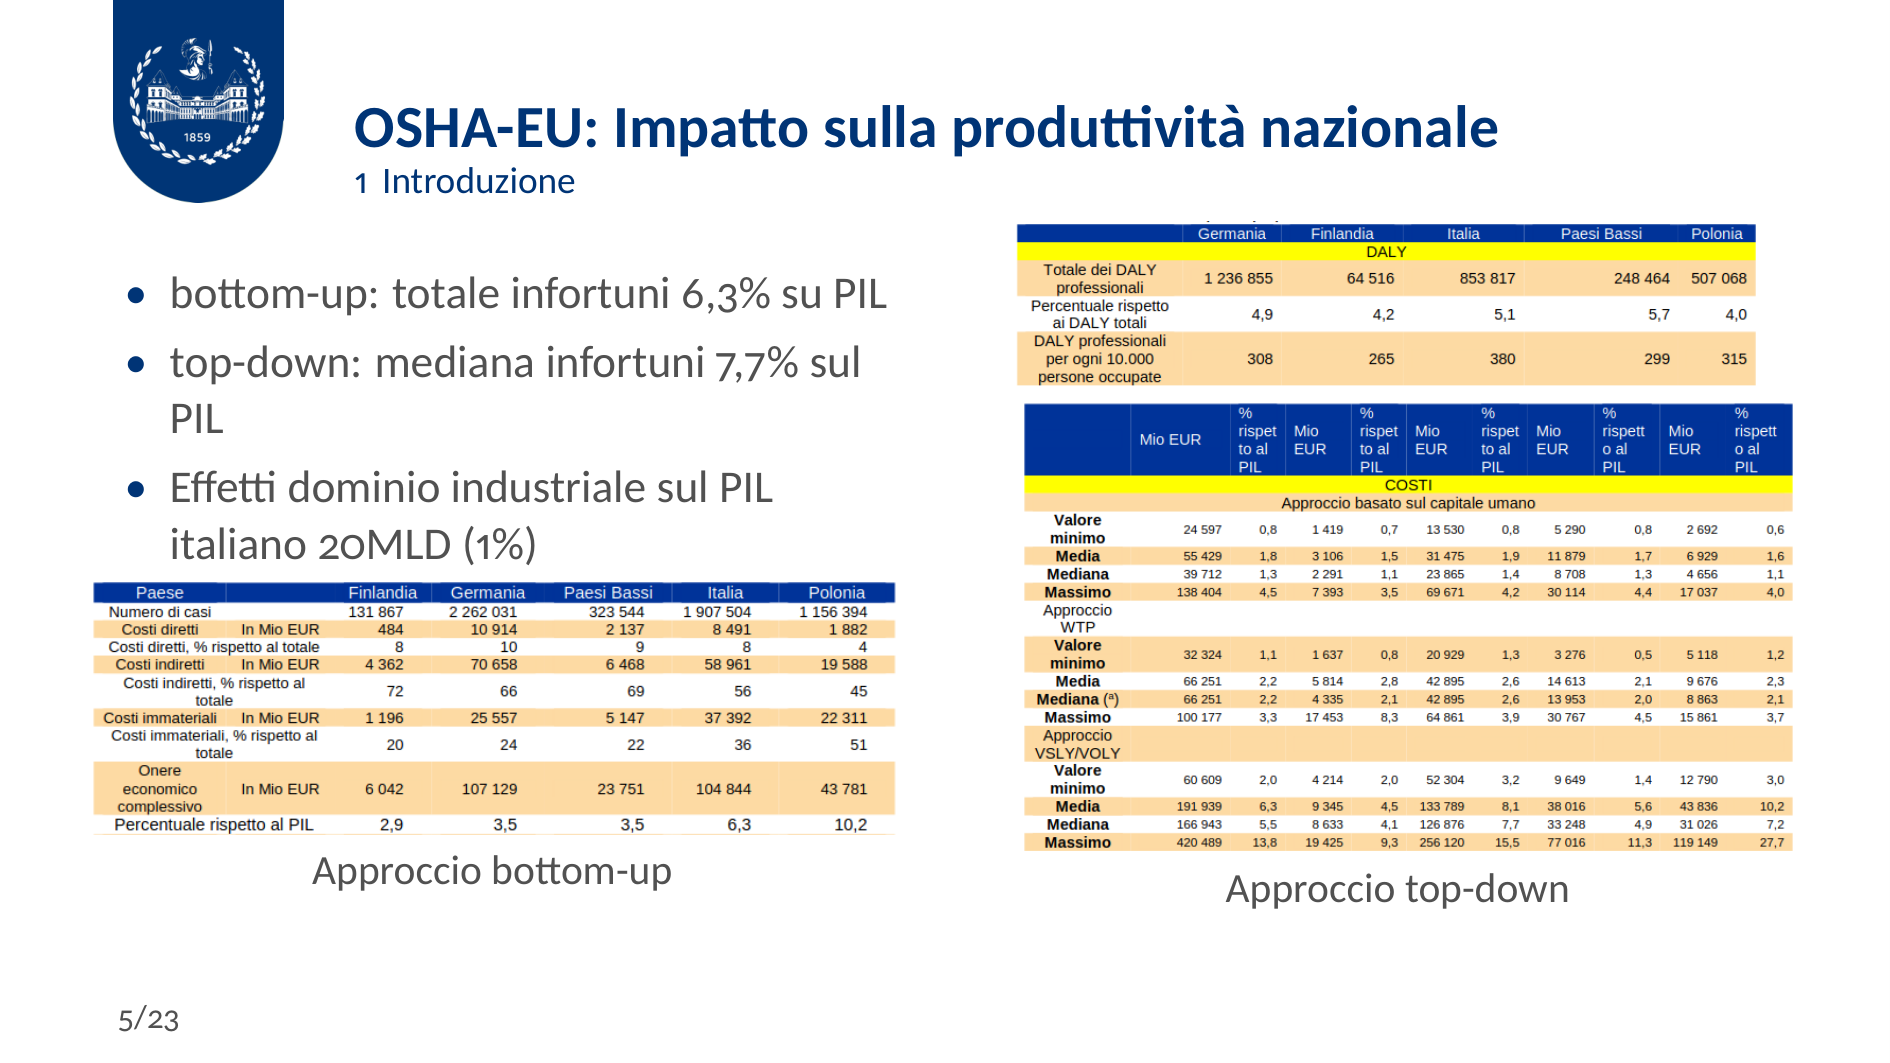 1859
OSHA-EU: Impatto sulla produttività nazionale
1 Introduzione
• bottom-up: totale infortuni 6,3% su PIL
• top-down: mediana infortuni 7,7% sul
PIL
• Effetti dominio industriale sul PIL
italiano 20MLD (1%)
Paese Finlandia Germania Paesi Bassi Italia Polonia
Numero di casi 131 867 2 262 031 323 544 1 907 504 1 156 394
Costi diretti In Mio EUR 484 10 914 2 137 8 491 1 882
Costi diretti, % rispetto al totale 8 10 9 8 4
Costi indiretti In Mio EUR 4 362 70 658 6 468 58 961 19 588
Costi indiretti, % rispetto al
totale 72 66 69 56 45
Costi immateriali In Mio EUR 1 196 25 557 5 147 37 392 22 311
Costi immateriali, % rispetto al
totale 20 24 22 36 51
Onere
economico
complessivo In Mio EUR 6 042 107 129 23 751 104 844 43 781
Percentuale rispetto al PIL 2,9 3,5 3,5 6,3 10,2
Approccio bottom-up
Germania Finlandia Italia Paesi Bassi Polonia
DALY
Totale dei DALY
professionali 1 236 855 64 516 853 817 248 464 507 068
Percentuale rispetto
ai DALY totali 4,9 4,2 5,1 5,7 4,0
DALY professionali
per ogni 10.000
persone occupate 308 265 380 299 315
Mio EUR % rispet to al PIL Mio EUR % rispet to al PIL Mio EUR % rispet to al PIL Mio EUR % rispett o al PIL Mio EUR % rispett o al PIL
COSTI
Approccio basato sul capitale umano
Valore
minimo 24 597 0,8 1 419 0,7 13 530 0,8 5 290 0,8 2 692 0,6
Media 55 429 1,8 3 106 1,5 31 475 1,9 11 879 1,7 6 929 1,6
Mediana 39 712 1,3 2 291 1,1 23 865 1,4 8 708 1,3 4 656 1,1
Massimo 138 404 4,5 7 393 3,5 69 671 4,2 30 114 4,4 17 037 4,0
Approccio
WTP
Valore
minimo 32 324 1,1 1 637 0,8 20 929 1,3 3 276 0,5 5 118 1,2
Media 66 251 2,2 5 814 2,8 42 895 2,6 14 613 2,1 9 676 2,3
Mediana (ª) 66 251 2,2 4 335 2,1 42 895 2,6 13 953 2,0 8 863 2,1
Massimo 100 177 3,3 17 453 8,3 64 861 3,9 30 767 4,5 15 861 3,7
Approccio
VSLY/VOLY
Valore
minimo 60 609 2,0 4 214 2,0 52 304 3,2 9 649 1,4 12 790 3,0
Media 191 939 6,3 9 345 4,5 133 789 8,1 38 016 5,6 43 836 10,2
Mediana 166 943 5,5 8 633 4,1 126 876 7,7 33 248 4,9 31 026 7,2
Massimo 420 489 13,8 19 425 9,3 256 120 15,5 77 016 11,3 119 149 27,7
Approccio top-down
5/23